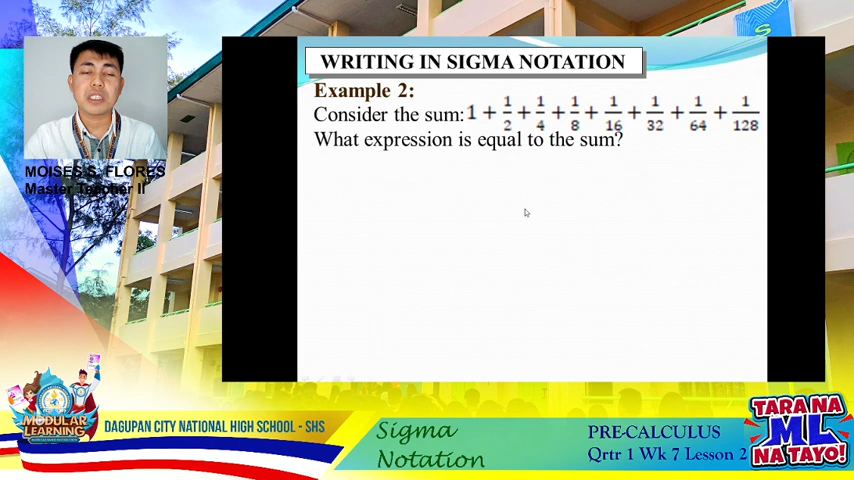 WRITING IN SIGMA NOTATION
Example 2:
Consider the sum: 1 + 1/2 + 1/4 + 1/8 + 1/16 + 1/32 + 1/64 + 1/128
What expression is equal to the sum?
MOISES S. FLORES
Master Teacher II
MODULAR
LEARNING
DAGUPAN CITY NATIONAL HIGH SCHOOL - SHS
Sigma
Notation
PRE-CALCULUS
Qrtr 1 Wk 7 Lesson 2
TARA NA
ML
NA TAYO!